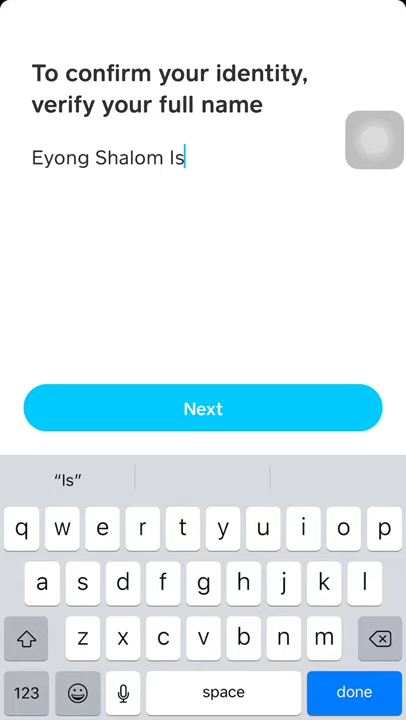 To confirm your identity,
verify your full name
Eyong Shalom Is
Next
“Is”
q w e r t y u i o p
a s d f g h j k l
z x c v b n m
123 space done